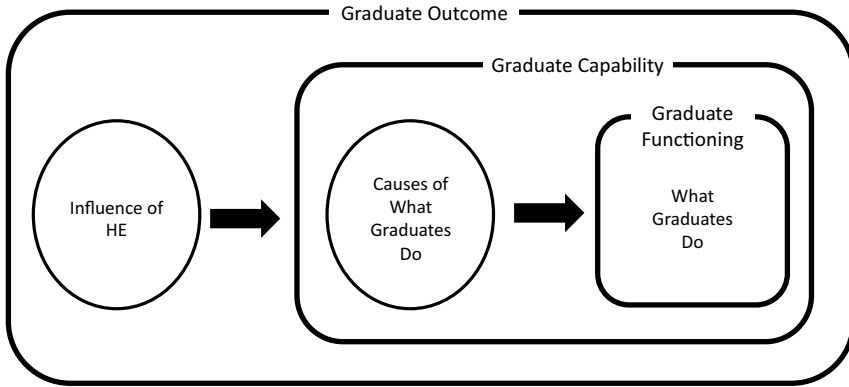 Graduate Outcome
Graduate Capability
Graduate
Functioning
Influence of
HE
Causes of
What
Graduates
Do
What
Graduates
Do